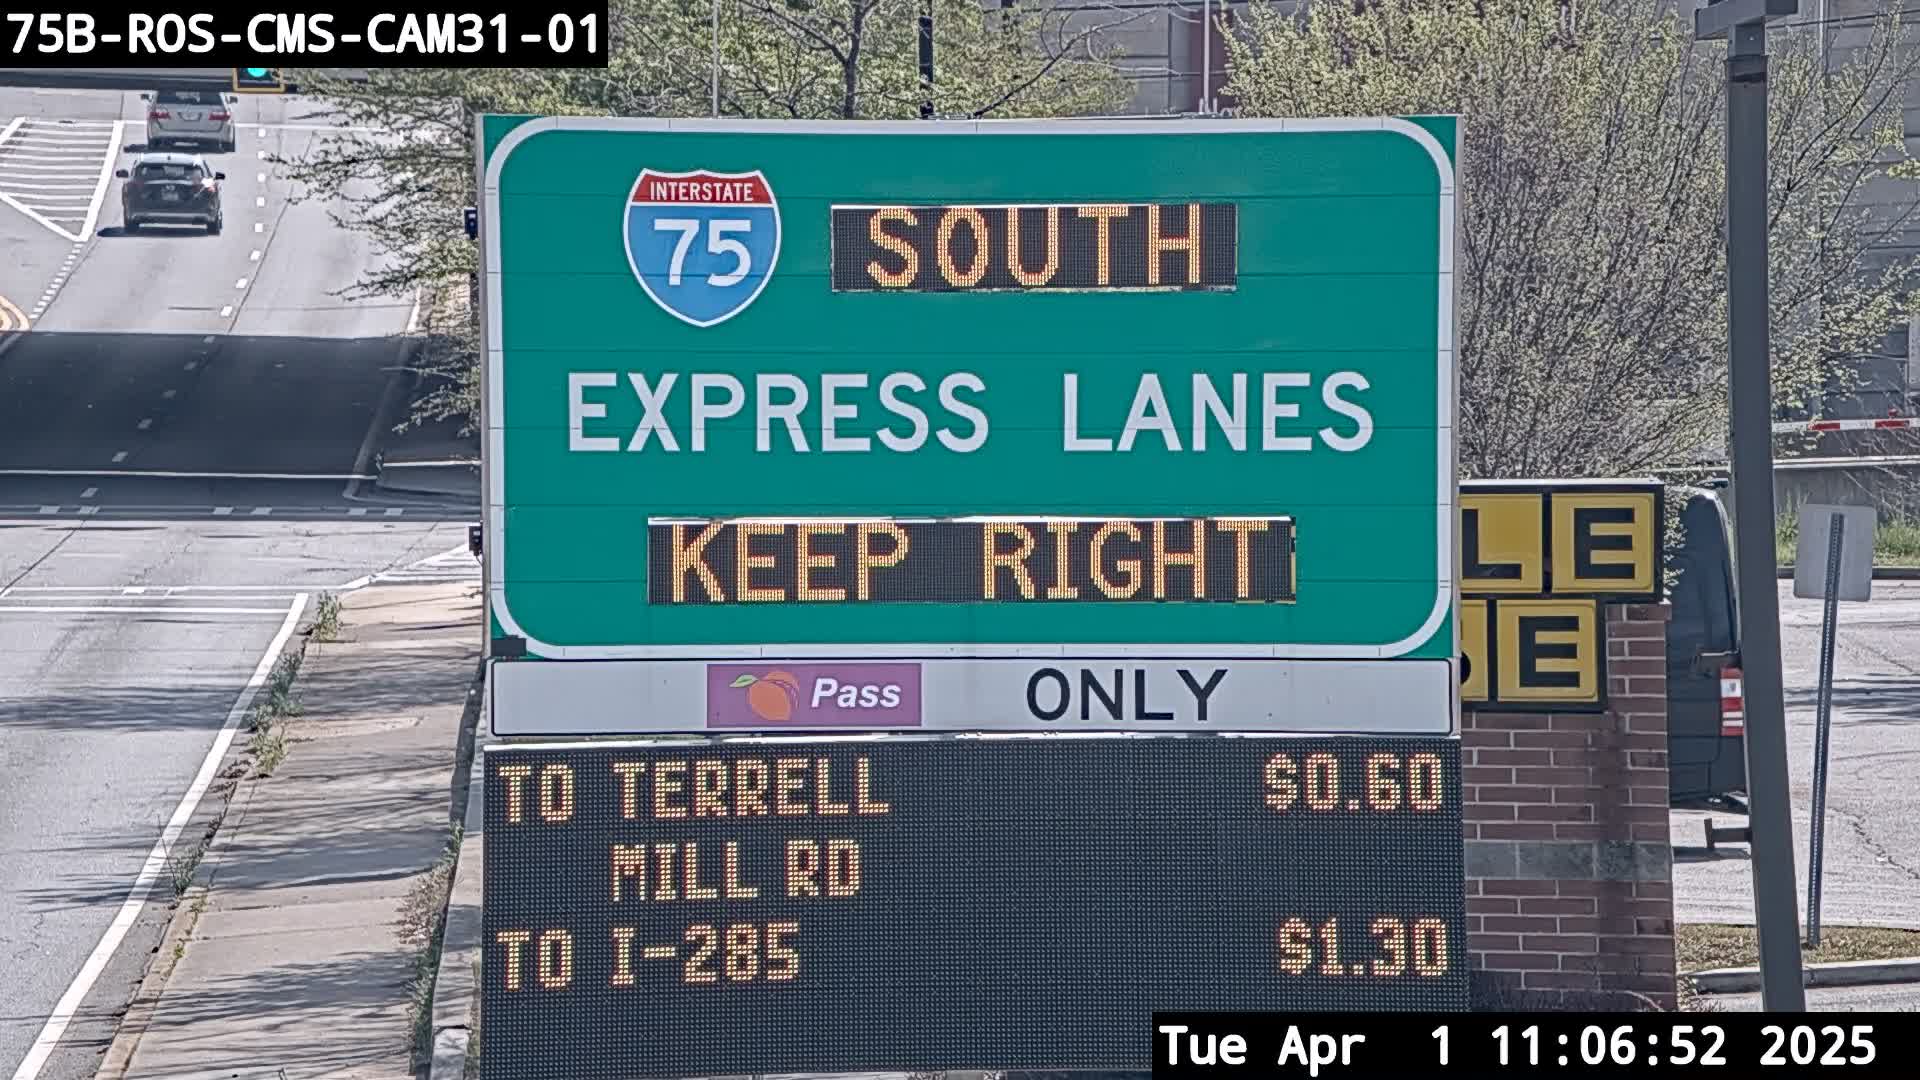 75B-ROS-CMS-CAM31-01
INTERSTATE
75
SOUTH
EXPRESS LANES
KEEP RIGHT
Pass ONLY
TO TERRELL $0.60
MILL RD
TO I-285 $1.30
LE
E
Tue Apr 1 11:06:52 2025